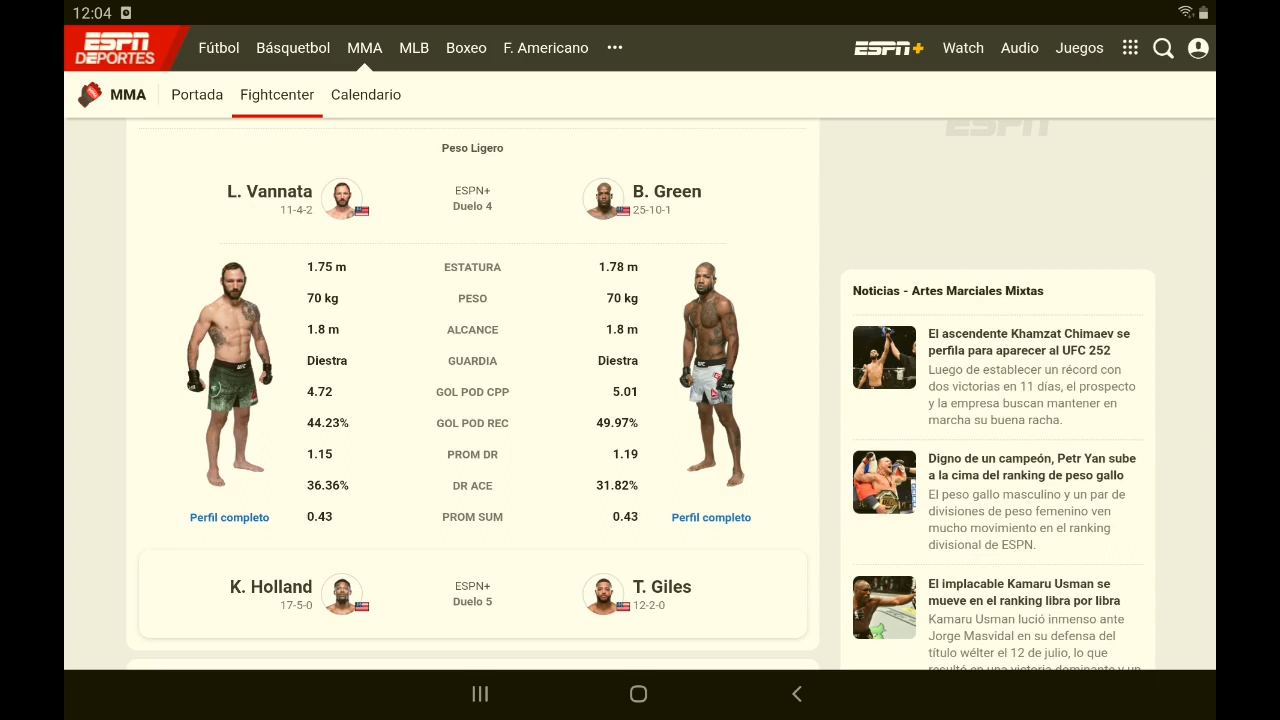 12:04
ESPN DEPORTES
Fútbol Básquetbol MMA MLB Boxeo F. Americano ...
ESPN+ Watch Audio Juegos
MMA Portada Fightcenter Calendario
ESPN
Peso Ligero
L. Vannata
11-4-2
ESPN+
Duelo 4
B. Green
25-10-1
1.75 m ESTATURA 1.78 m
70 kg PESO 70 kg
1.8 m ALCANCE 1.8 m
Diestra GUARDIA Diestra
4.72 GOL POD CPP 5.01
44.23% GOL POD REC 49.97%
1.15 PROM DR 1.19
36.36% DR ACE 31.82%
0.43 PROM SUM 0.43
Perfil completo
Perfil completo
K. Holland
17-5-0
ESPN+
Duelo 5
T. Giles
12-2-0
Noticias - Artes Marciales Mixtas
El ascendente Khamzat Chimaev se
perfila para aparecer al UFC 252
Luego de establecer un récord con
dos victorias en 11 días, el prospecto
y la empresa buscan mantener en
marcha su buena racha.
Digno de un campeón, Petr Yan sube
a la cima del ranking de peso gallo
El peso gallo masculino y un par de
divisiones de peso femenino ven
mucho movimiento en el ranking
divisional de ESPN.
El implacable Kamaru Usman se
mueve en el ranking libra por libra
Kamaru Usman lució inmenso ante
Jorge Masvidal en su defensa del
título wélter el 12 de julio, lo que
resultó en una victoria dominante y un